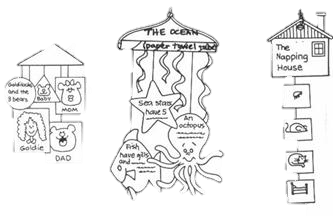 Goldilocks
and the
3 bears
BABY
MOM
Goldie
DAD
THE OCEAN
(paper towel tube)
Sea stars
have 5
An
octopus
Fish
have gills
and
The
Napping
House